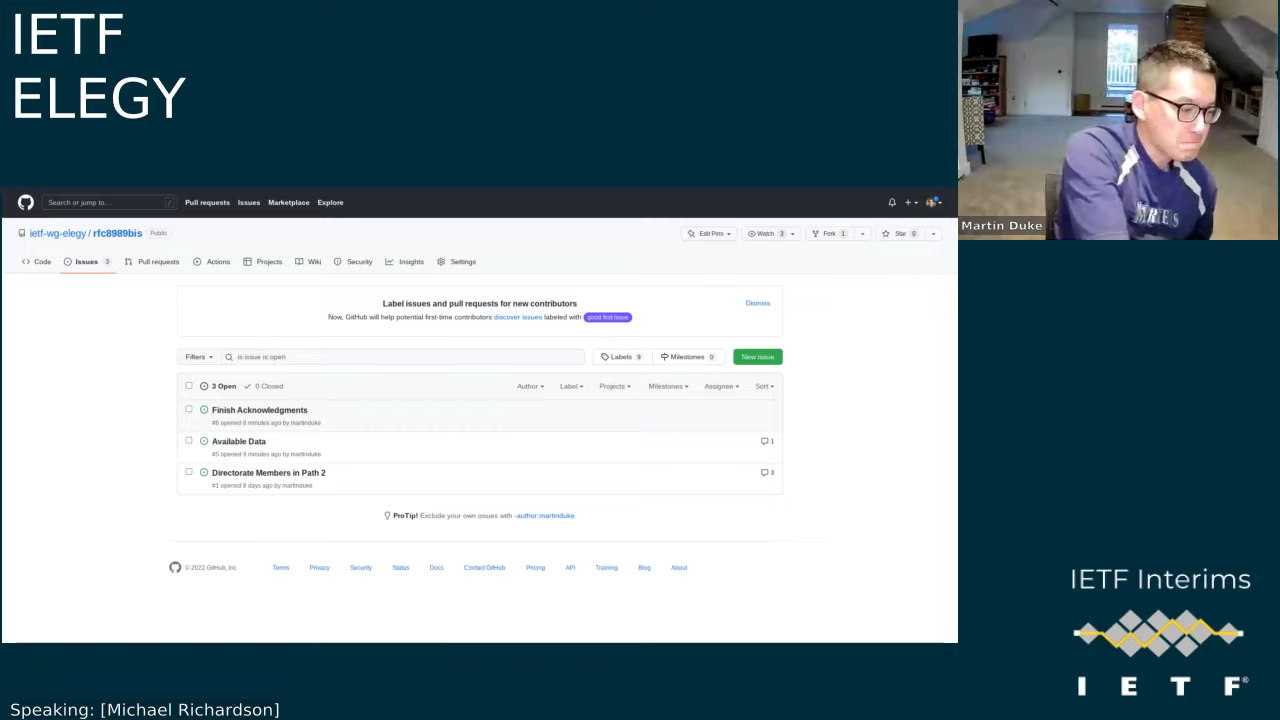 IETF
ELEGY
Martin Duke
Search or jump to... /
Pull requests Issues Marketplace Explore
ietf-wg-elegy / rfc8989bis Public
Edit Pins Watch 3 Fork 1 Star 0
Code Issues 3 Pull requests Actions Projects Wiki Security Insights Settings
Label issues and pull requests for new contributors
Dismiss
Now, GitHub will help potential first-time contributors discover issues labeled with good first issue
Filters is:issue is:open Labels 9 Milestones 0 New issue
3 Open 0 Closed Author Label Projects Milestones Assignee Sort
Finish Acknowledgments
#6 opened 8 minutes ago by martinduke
Available Data 1
#5 opened 9 minutes ago by martinduke
Directorate Members in Path 2 3
#1 opened 8 days ago by martinduke
ProTip! Exclude your own issues with -author:martinduke.
© 2022 GitHub, Inc. Terms Privacy Security Status Docs Contact GitHub Pricing API Training Blog About
IETF Interims
I E T F®
Speaking: [Michael Richardson]